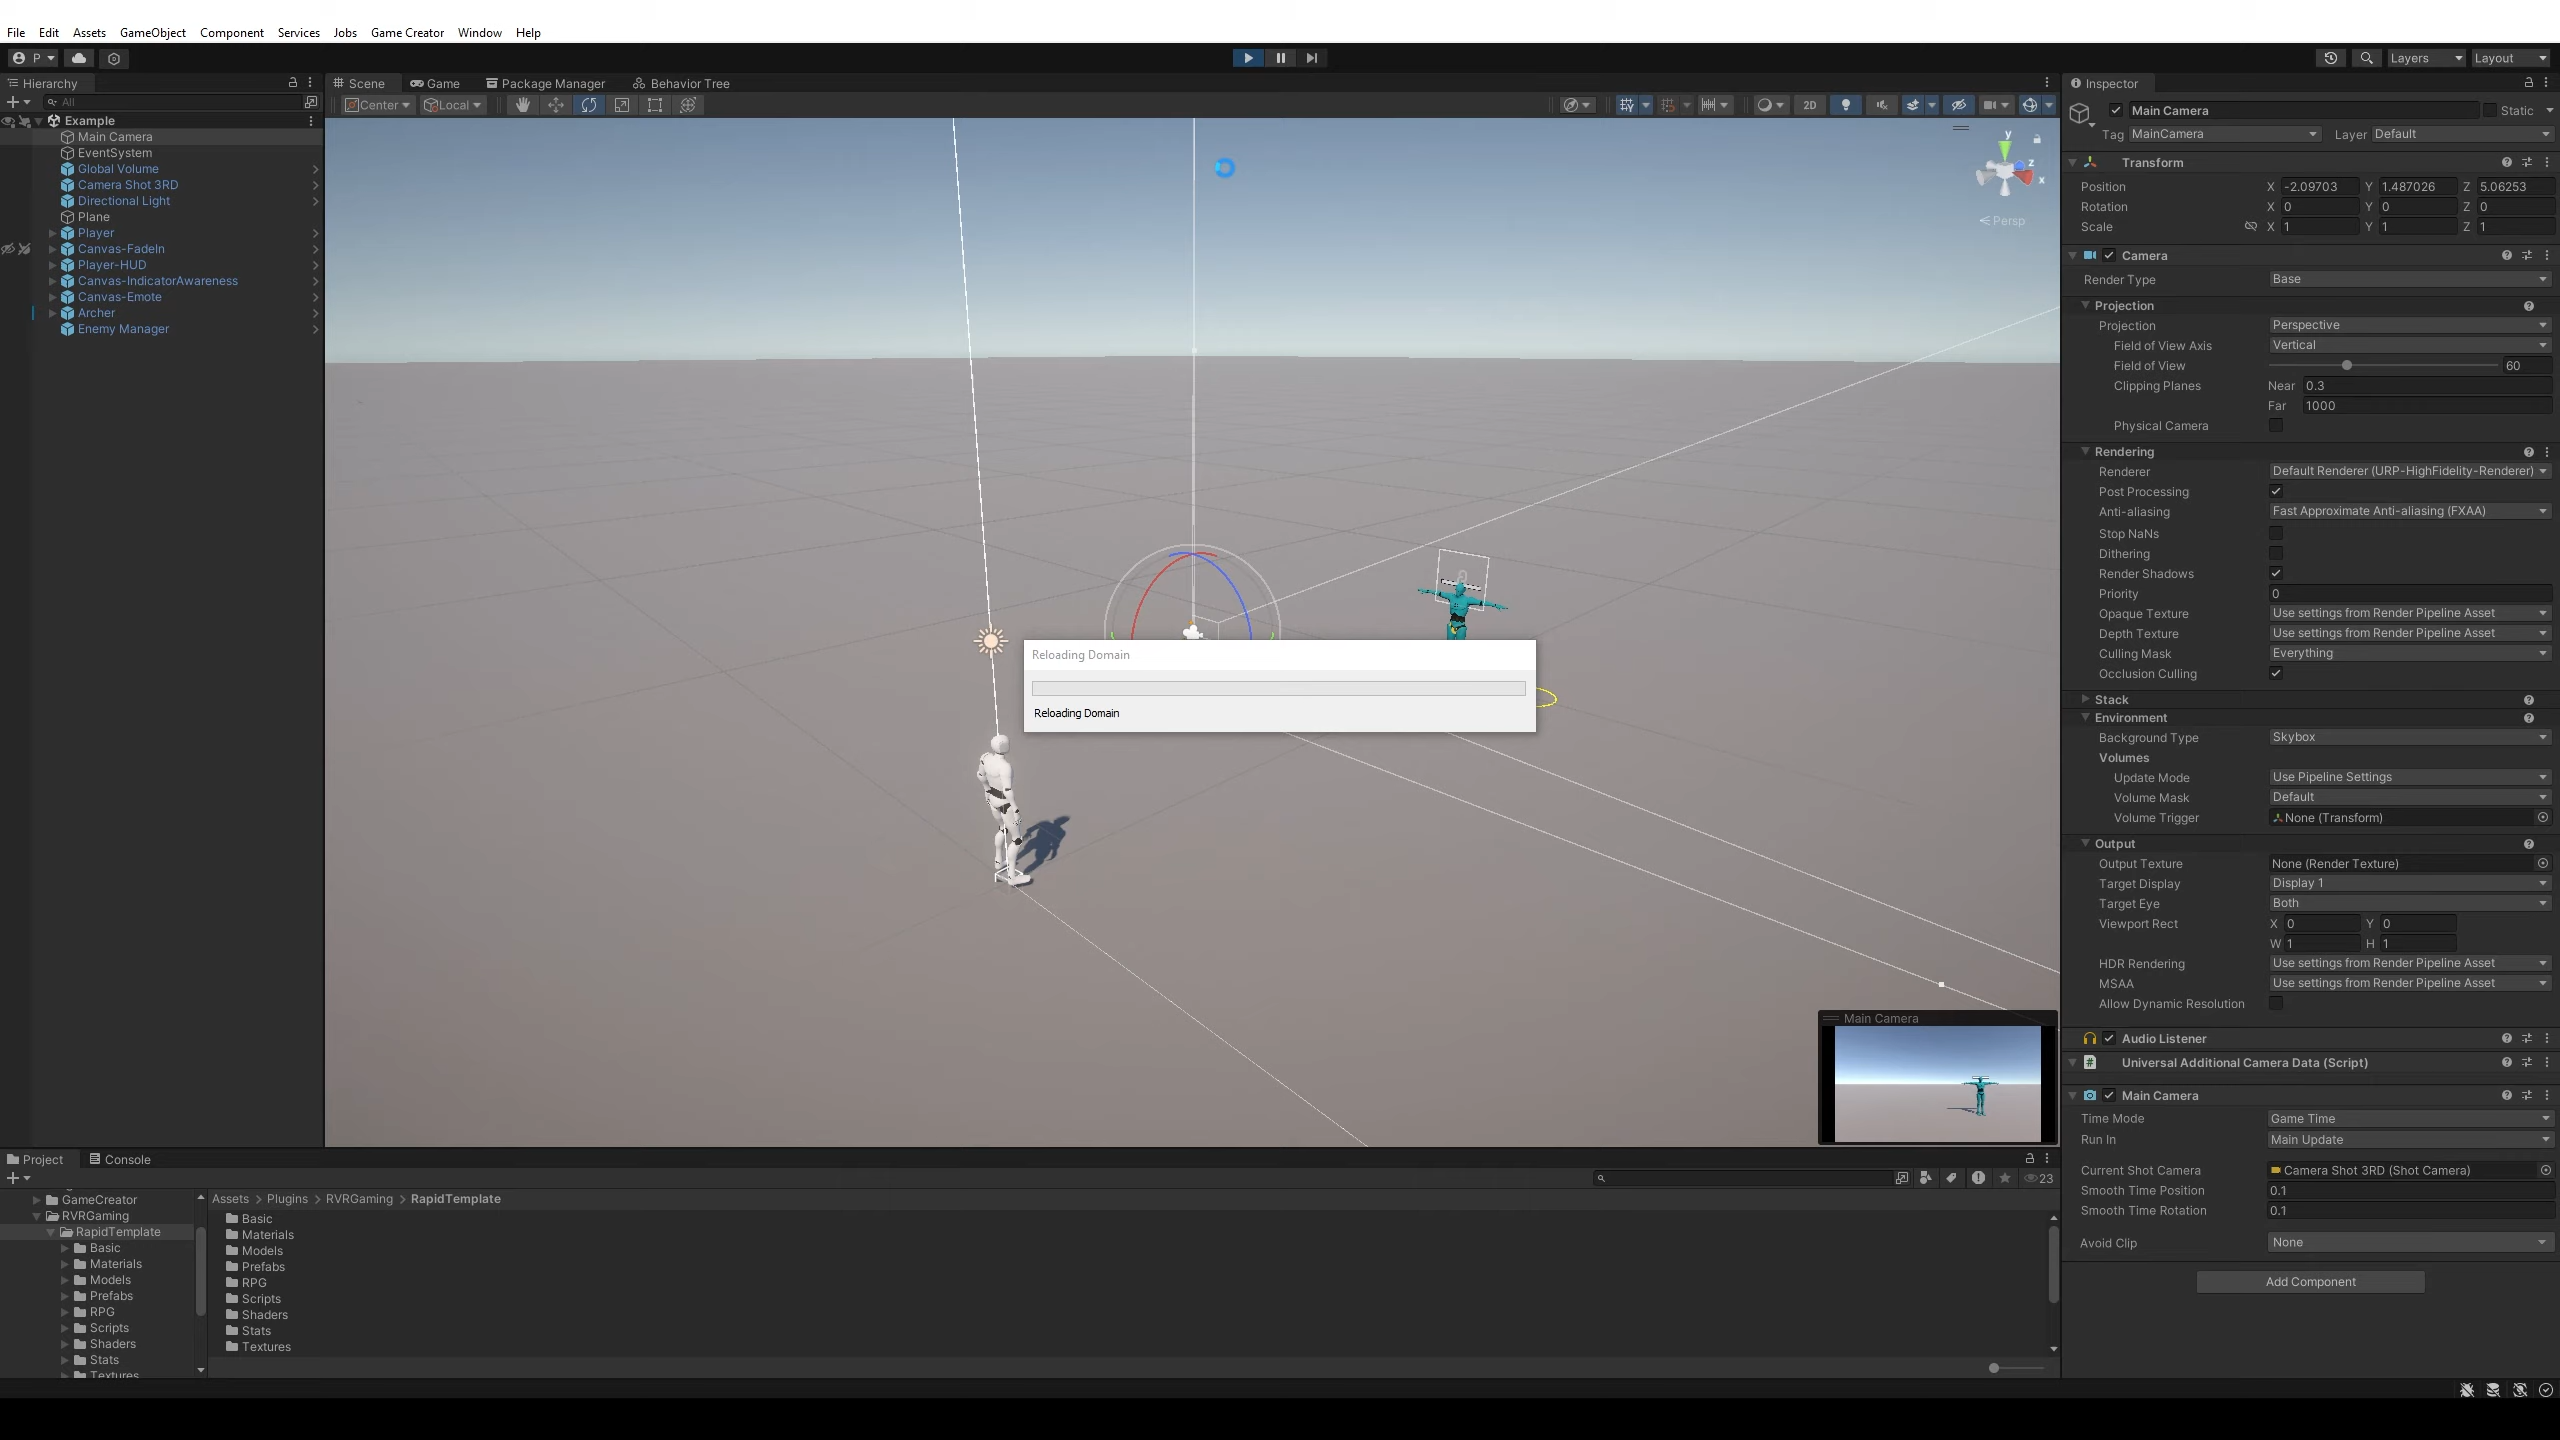 File Edit Assets GameObject Component Services Jobs Game Creator Window Help
P Layers Layout
Hierarchy
All
Example
Main Camera
EventSystem
Global Volume
Camera Shot 3RD
Directional Light
Plane
Player
Canvas-FadeIn
Player-HUD
Canvas-IndicatorAwareness
Canvas-Emote
Archer
Enemy Manager
Scene Game Package Manager Behavior Tree
Center Local 2D
y
z
x
Persp
Reloading Domain
Reloading Domain
Main Camera
Inspector
Main Camera Static
Tag MainCamera Layer Default
Transform
Position X -2.09703 Y 1.487026 Z 5.06253
Rotation X 0 Y 0 Z 0
Scale X 1 Y 1 Z 1
Camera
Render Type Base
Projection
Projection Perspective
Field of View Axis Vertical
Field of View 60
Clipping Planes Near 0.3
Far 1000
Physical Camera
Rendering
Renderer Default Renderer (URP-HighFidelity-Renderer)
Post Processing
Anti-aliasing Fast Approximate Anti-aliasing (FXAA)
Stop NaNs
Dithering
Render Shadows
Priority 0
Opaque Texture Use settings from Render Pipeline Asset
Depth Texture Use settings from Render Pipeline Asset
Culling Mask Everything
Occlusion Culling
Stack
Environment
Background Type Skybox
Volumes
Update Mode Use Pipeline Settings
Volume Mask Default
Volume Trigger None (Transform)
Output
Output Texture None (Render Texture)
Target Display Display 1
Target Eye Both
Viewport Rect X 0 Y 0
W 1 H 1
HDR Rendering Use settings from Render Pipeline Asset
MSAA Use settings from Render Pipeline Asset
Allow Dynamic Resolution
Audio Listener
Universal Additional Camera Data (Script)
Main Camera
Time Mode Game Time
Run In Main Update
Current Shot Camera Camera Shot 3RD (Shot Camera)
Smooth Time Position 0.1
Smooth Time Rotation 0.1
Avoid Clip None
Add Component
Project Console
23
GameCreator
RVRGaming
RapidTemplate
Basic
Materials
Models
Prefabs
RPG
Scripts
Shaders
Stats
Textures
Assets > Plugins > RVRGaming > RapidTemplate
Basic
Materials
Models
Prefabs
RPG
Scripts
Shaders
Stats
Textures